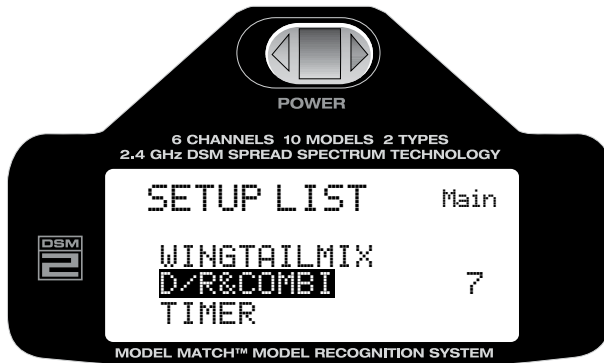 POWER
6 CHANNELS 10 MODELS 2 TYPES
2.4 GHz DSM SPREAD SPECTRUM TECHNOLOGY
SETUP LIST Main
WINGTAILMIX
D/R&COMBI 7
TIMER
DSM
2
MODEL MATCH™ MODEL RECOGNITION SYSTEM